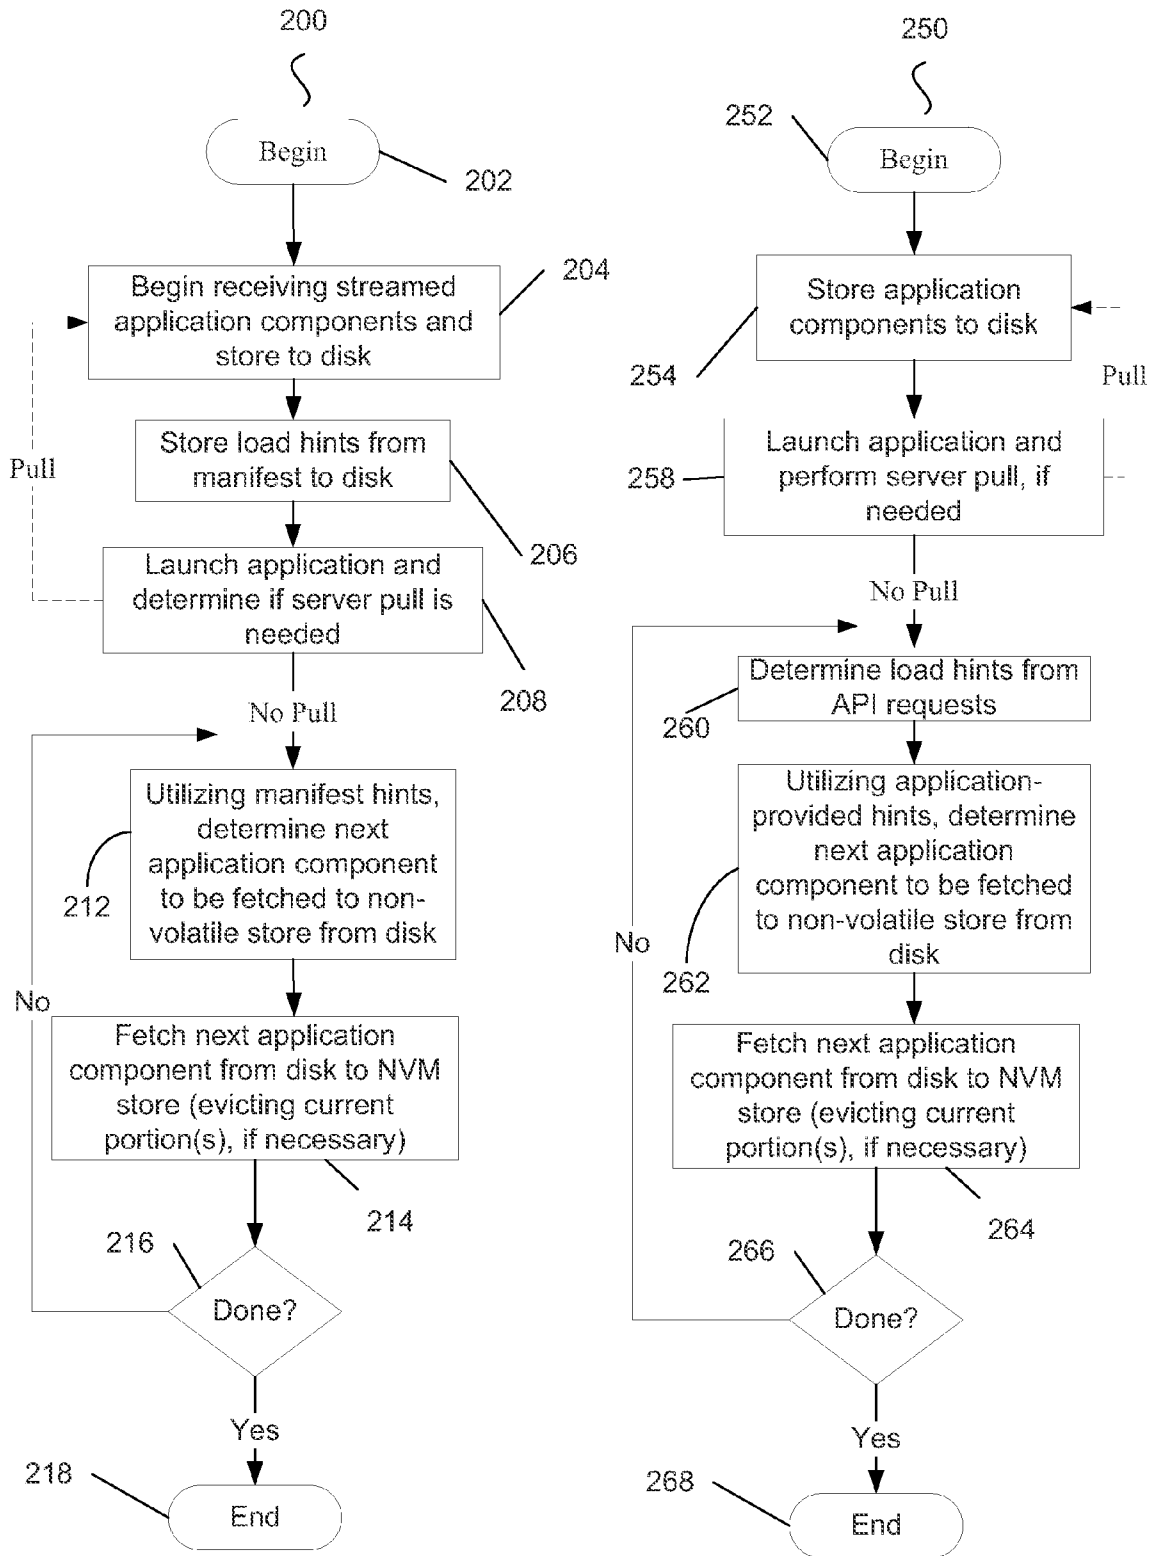 200
Begin
202
Begin receiving streamed
application components and
store to disk
204
Store load hints from
manifest to disk
206
Pull
Launch application and
determine if server pull is
needed
208
No Pull
Utilizing manifest hints,
determine next
application component
to be fetched to non-
volatile store from disk
212
No
Fetch next application
component from disk to NVM
store (evicting current
portion(s), if necessary)
214
216
Done?
Yes
218
End
250
252
Begin
Store application
components to disk
254
Pull
Launch application and
perform server pull, if
needed
258
No Pull
Determine load hints from
API requests
260
Utilizing application-
provided hints, determine
next application
component to be fetched
to non-volatile store from
disk
262
No
Fetch next application
component from disk to NVM
store (evicting current
portion(s), if necessary)
264
266
Done?
Yes
268
End